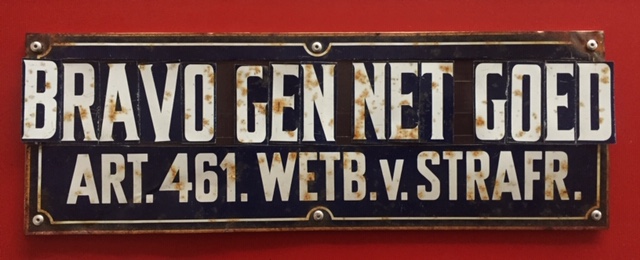 BRAVO GEN NET GOED
ART. 461. WETB. v. STRAFR.